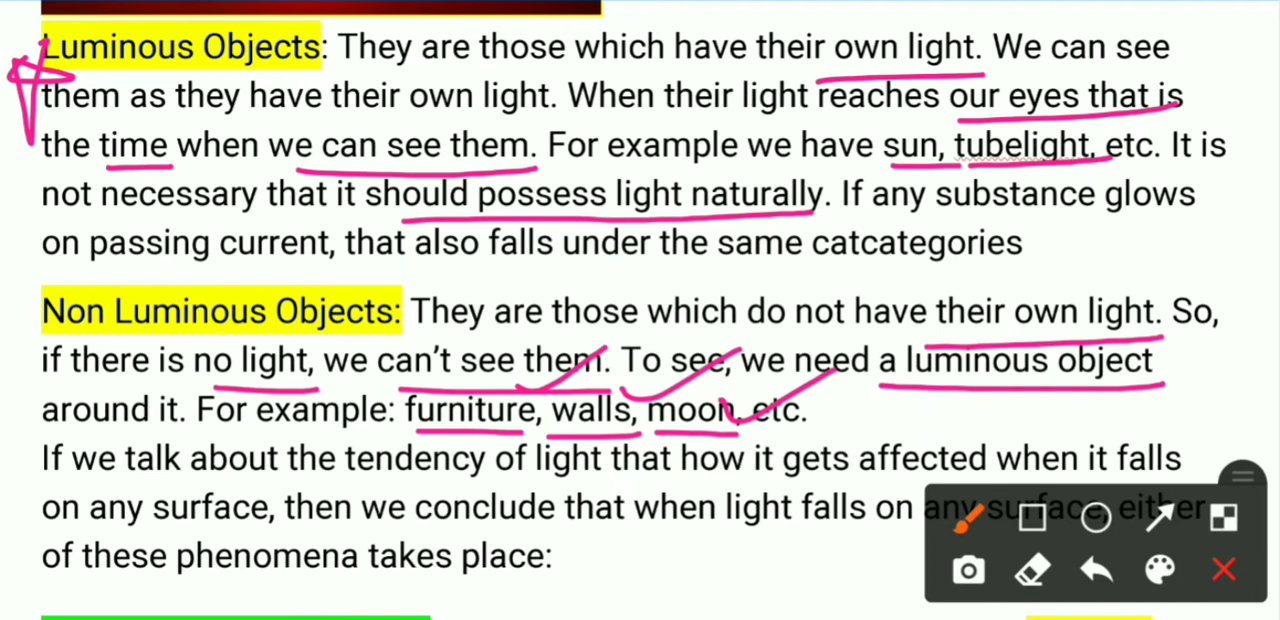 Luminous Objects: They are those which have their own light. We can see
them as they have their own light. When their light reaches our eyes that is
the time when we can see them. For example we have sun, tubelight, etc. It is
not necessary that it should possess light naturally. If any substance glows
on passing current, that also falls under the same catcategories
Non Luminous Objects: They are those which do not have their own light. So,
if there is no light, we can't see them. To see, we need a luminous object
around it. For example: furniture, walls, moon, etc.
If we talk about the tendency of light that how it gets affected when it falls
on any surface, then we conclude that when light falls on any surface, either
of these phenomena takes place: